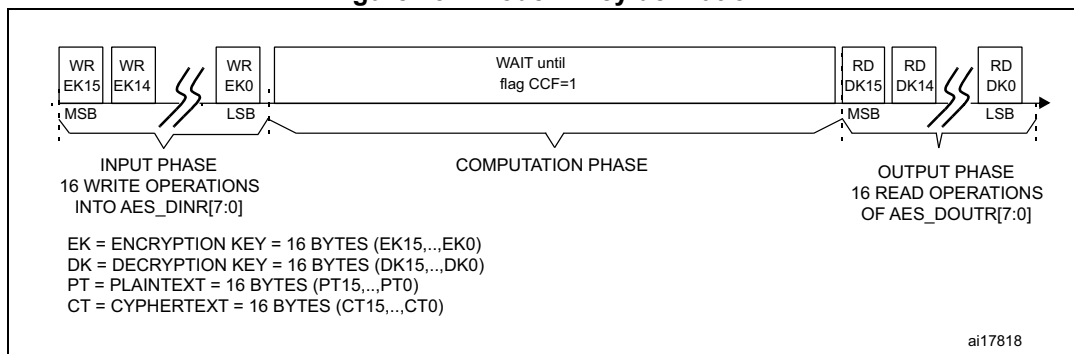 WR EK15
WR EK14
WR EK0
WAIT until
flag CCF=1
RD DK15
RD DK14
RD DK0
MSB
LSB
MSB
LSB
INPUT PHASE
16 WRITE OPERATIONS
INTO AES_DINR[7:0]
COMPUTATION PHASE
OUTPUT PHASE
16 READ OPERATIONS
OF AES_DOUTR[7:0]
EK = ENCRYPTION KEY = 16 BYTES (EK15,..,EK0)
DK = DECRYPTION KEY = 16 BYTES (DK15,..,DK0)
PT = PLAINTEXT = 16 BYTES (PT15,..,PT0)
CT = CYPHERTEXT = 16 BYTES (CT15,..,CT0)
ai17818